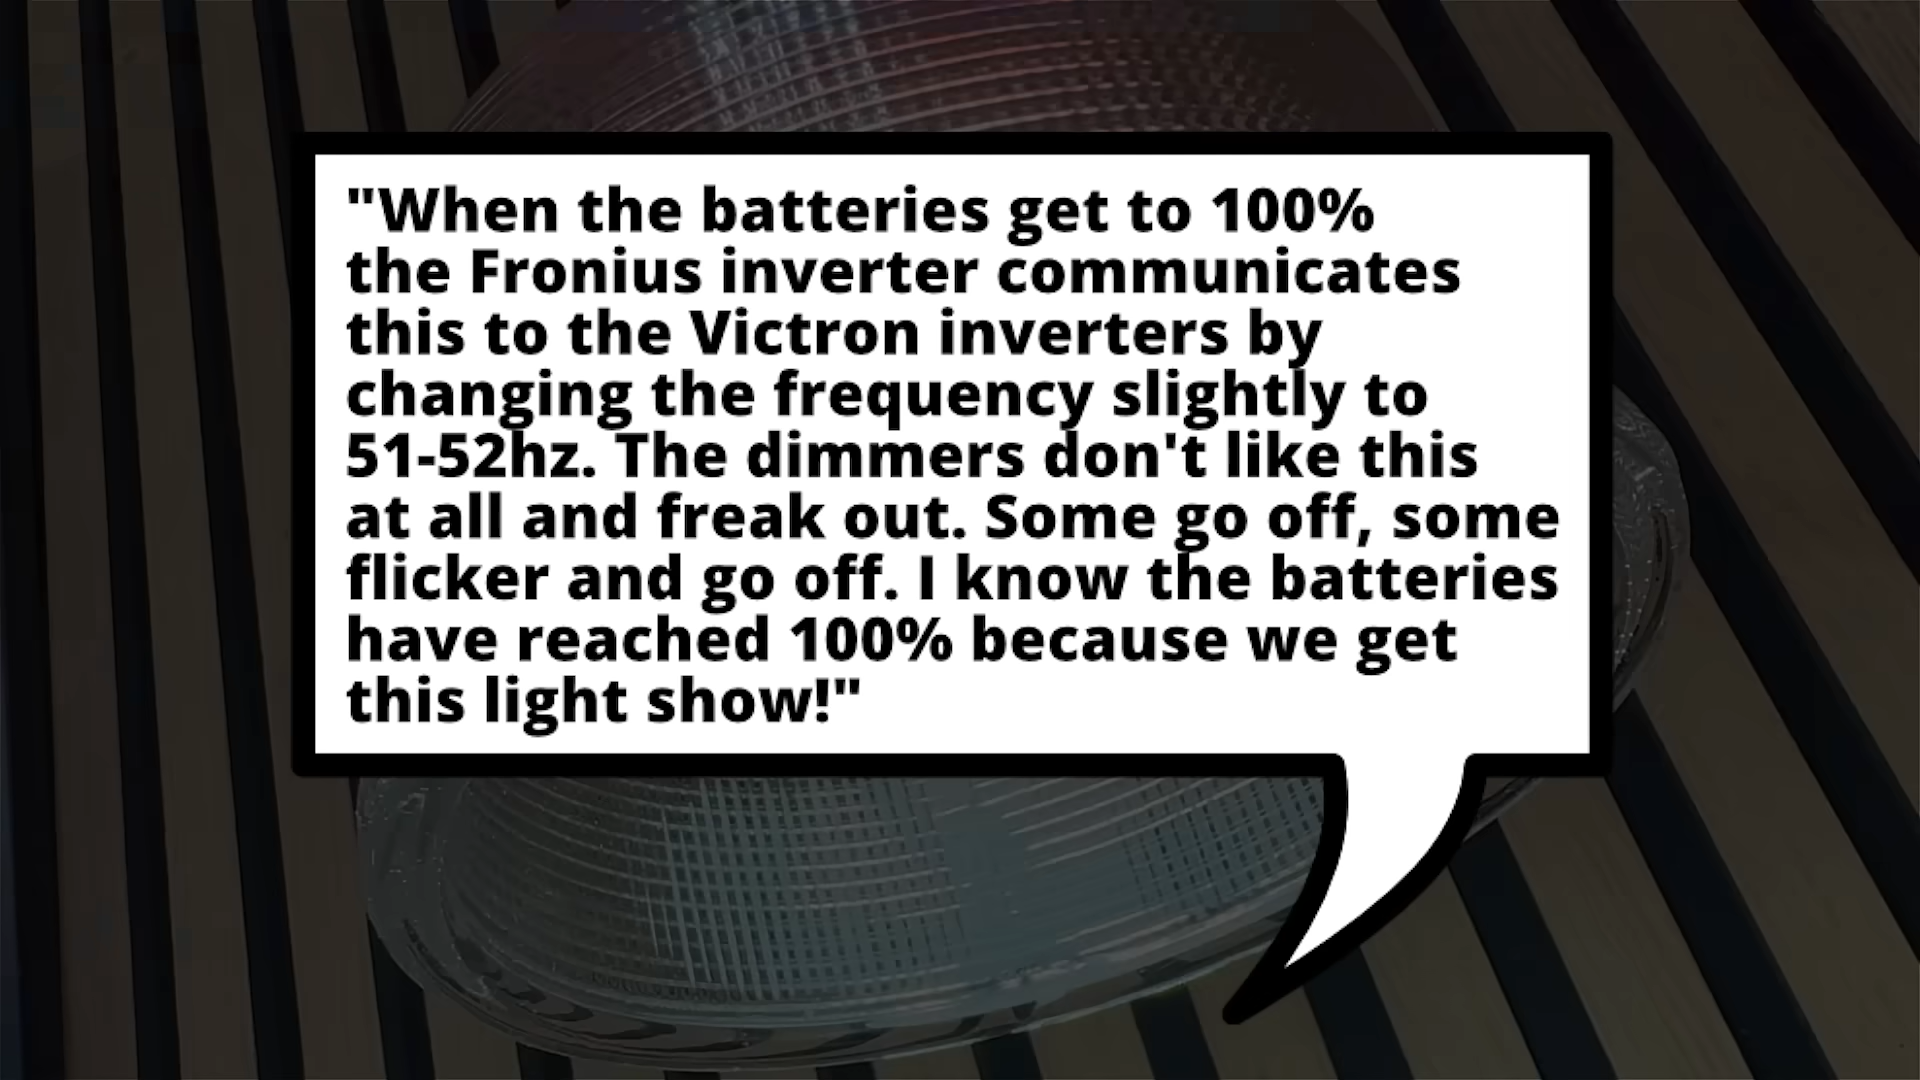 "When the batteries get to 100%
the Fronius inverter communicates
this to the Victron inverters by
changing the frequency slightly to
51-52hz. The dimmers don't like this
at all and freak out. Some go off, some
flicker and go off. I know the batteries
have reached 100% because we get
this light show!"